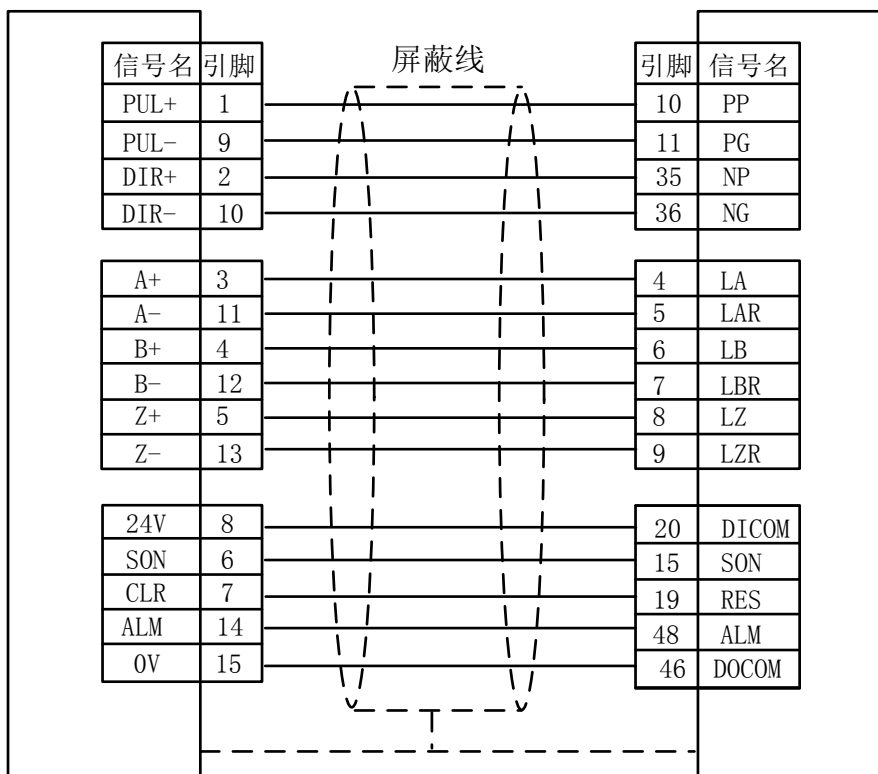 屏蔽线
信号名 引脚 引脚 信号名
PUL+ 1 10 PP
PUL- 9 11 PG
DIR+ 2 35 NP
DIR- 10 36 NG
A+ 3 4 LA
A- 11 5 LAR
B+ 4 6 LB
B- 12 7 LBR
Z+ 5 8 LZ
Z- 13 9 LZR
24V 8 20 DICOM
SON 6 15 SON
CLR 7 19 RES
ALM 14 48 ALM
0V 15 46 DOCOM